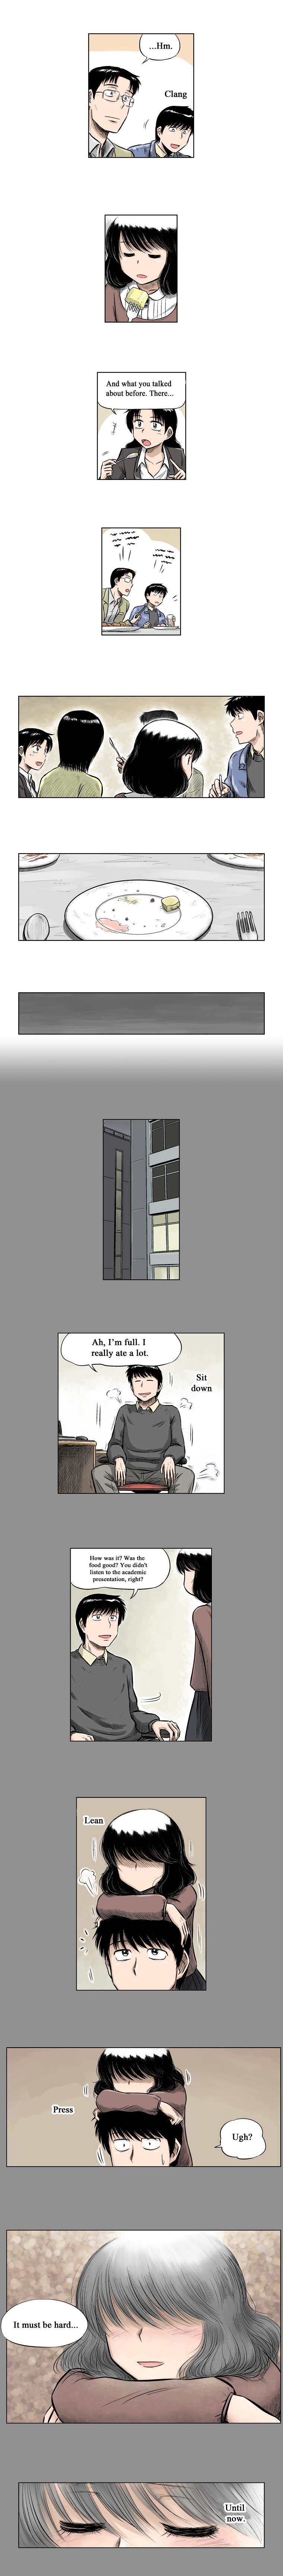 ...Hm.
Clang
And what you talked
about before. There...
Ah, I'm full. I
really ate a lot.
Sit
down
How was it? Was the
food good? You didn't
listen to the academic
presentation, right?
Lean
Press
Ugh?
It must be hard...
Until
now.